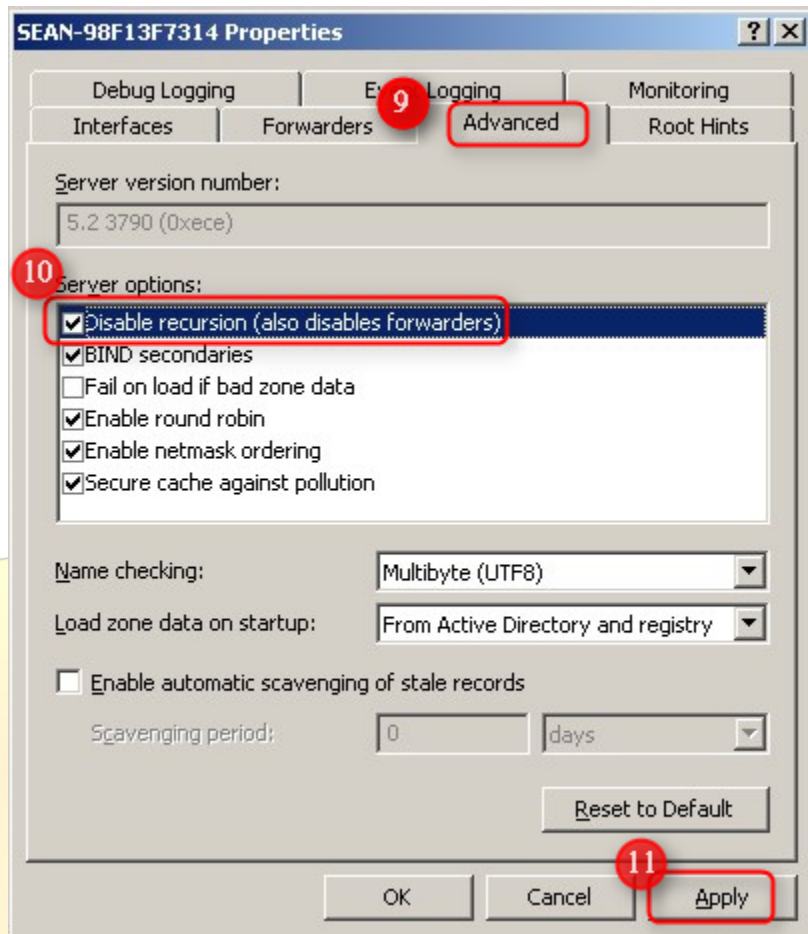 SEAN-98F13F7314 Properties
Debug Logging Logging Monitoring
9
Interfaces Forwarders Advanced Root Hints
Server version number:
5.2 3790 (0xece)
10
Server options:
Disable recursion (also disables forwarders)
BIND secondaries
Fail on load if bad zone data
Enable round robin
Enable netmask ordering
Secure cache against pollution
Name checking: Multibyte (UTF8)
Load zone data on startup: From Active Directory and registry
Enable automatic scavenging of stale records
Scavenging period: 0 days
Reset to Default
11
OK Cancel Apply